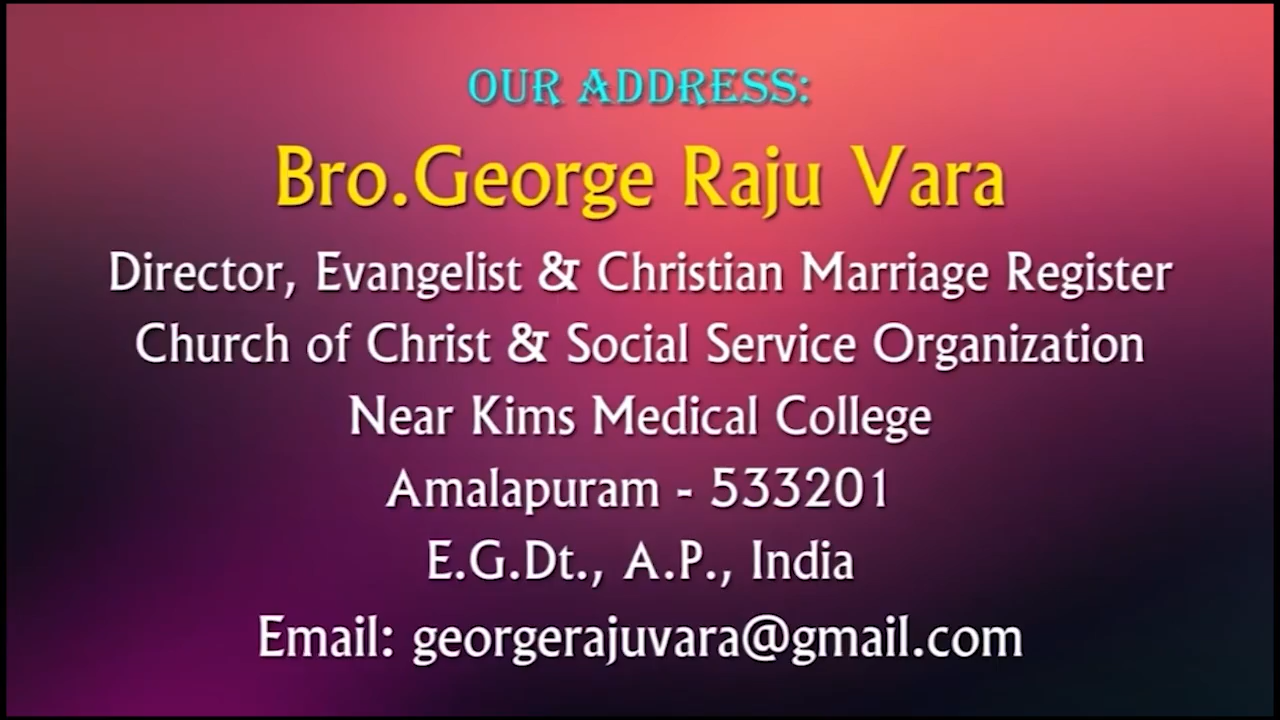 OUR ADDRESS:
Bro.George Raju Vara
Director, Evangelist & Christian Marriage Register
Church of Christ & Social Service Organization
Near Kims Medical College
Amalapuram - 533201
E.G.Dt., A.P., India
Email: georgerajuvara@gmail.com